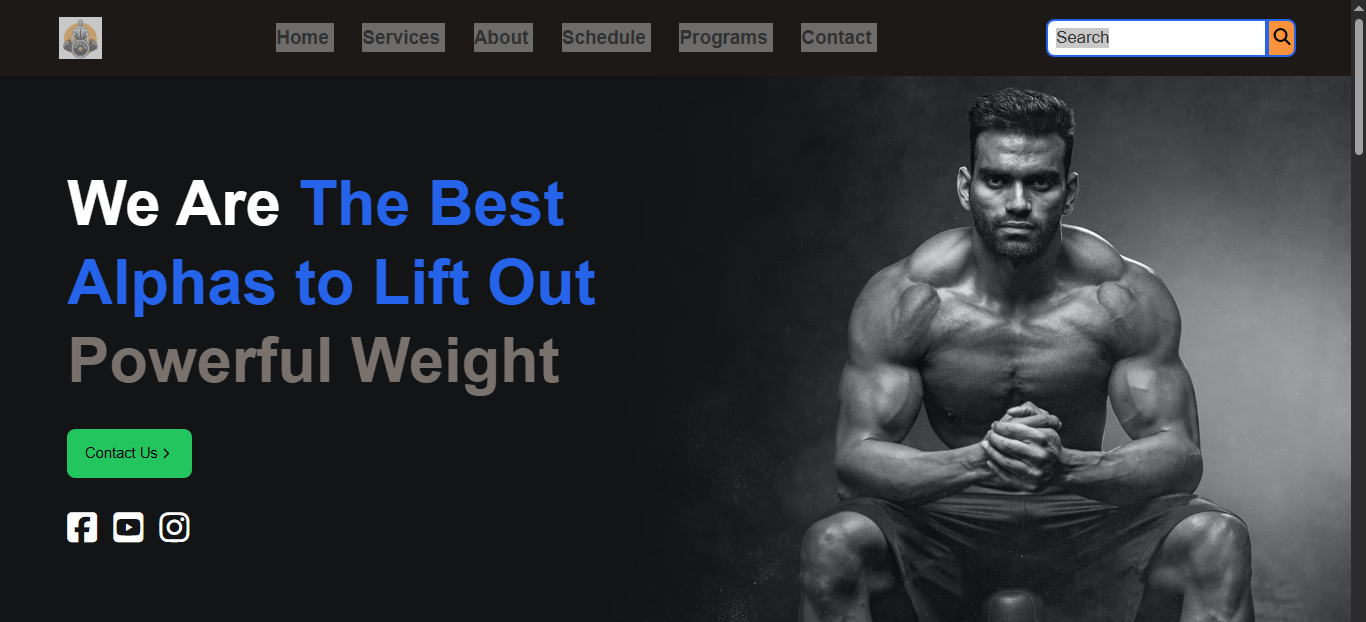 Home Services About Schedule Programs Contact Search
We Are The Best
Alphas to Lift Out
Powerful Weight
Contact Us